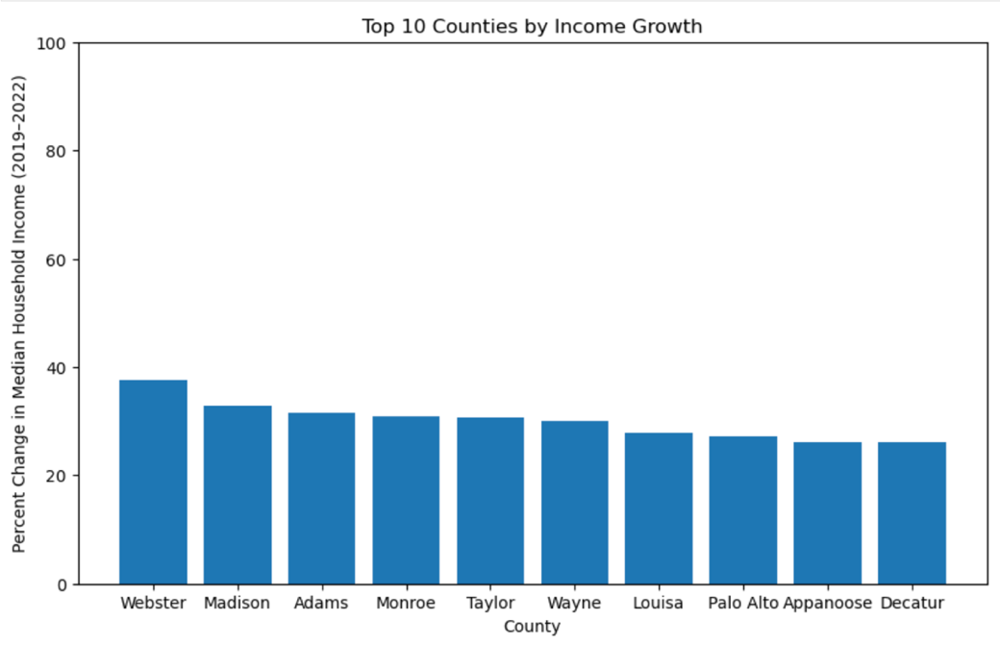 Top 10 Counties by Income Growth
Percent Change in Median Household Income (2019–2022)
100
80
60
40
20
0
Webster Madison Adams Monroe Taylor Wayne Louisa Palo Alto Appanoose Decatur
County